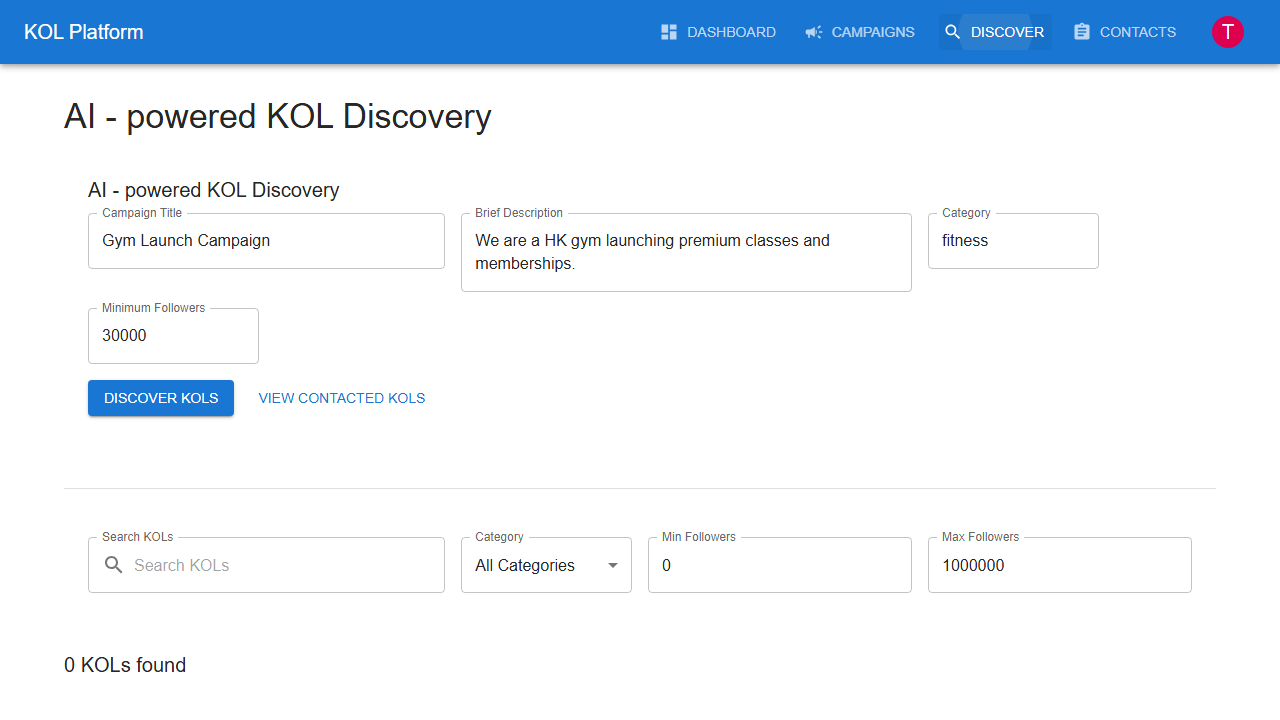 KOL Platform
DASHBOARD
CAMPAIGNS
DISCOVER
CONTACTS
T
AI - powered KOL Discovery
AI - powered KOL Discovery
Campaign Title
Gym Launch Campaign
Brief Description
We are a HK gym launching premium classes and
memberships.
Category
fitness
Minimum Followers
30000
DISCOVER KOLS
VIEW CONTACTED KOLS
Search KOLs
Search KOLs
Category
All Categories
Min Followers
0
Max Followers
1000000
0 KOLs found